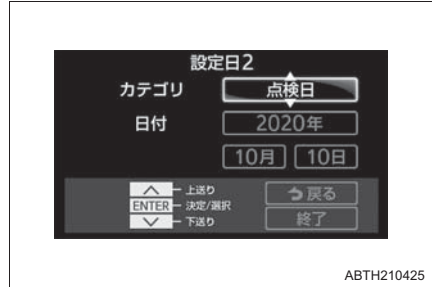 設定日2
カテゴリ 点検日
日付 2020年
10月 10日
上送り
ENTER 決定/選択
下送り
戻る
終了
ABTH210425